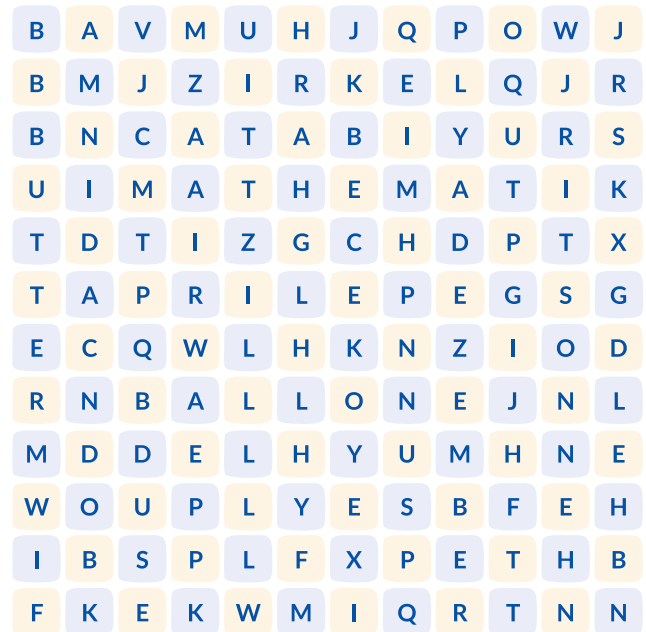 B A V M U H J Q P O W J
B M J Z I R K E L Q J R
B N C A T A B I Y U R S
U I M A T H E M A T I K
T D T I Z G C H D P T X
T A P R I L E P E G S G
E C Q W L H K N Z I O D
R N B A L L O N E J N L
M D D E L H Y U M H N E
W O U P L Y E S B F E H
I B S P L F X P E T H B
F K E K W M I Q R T N N